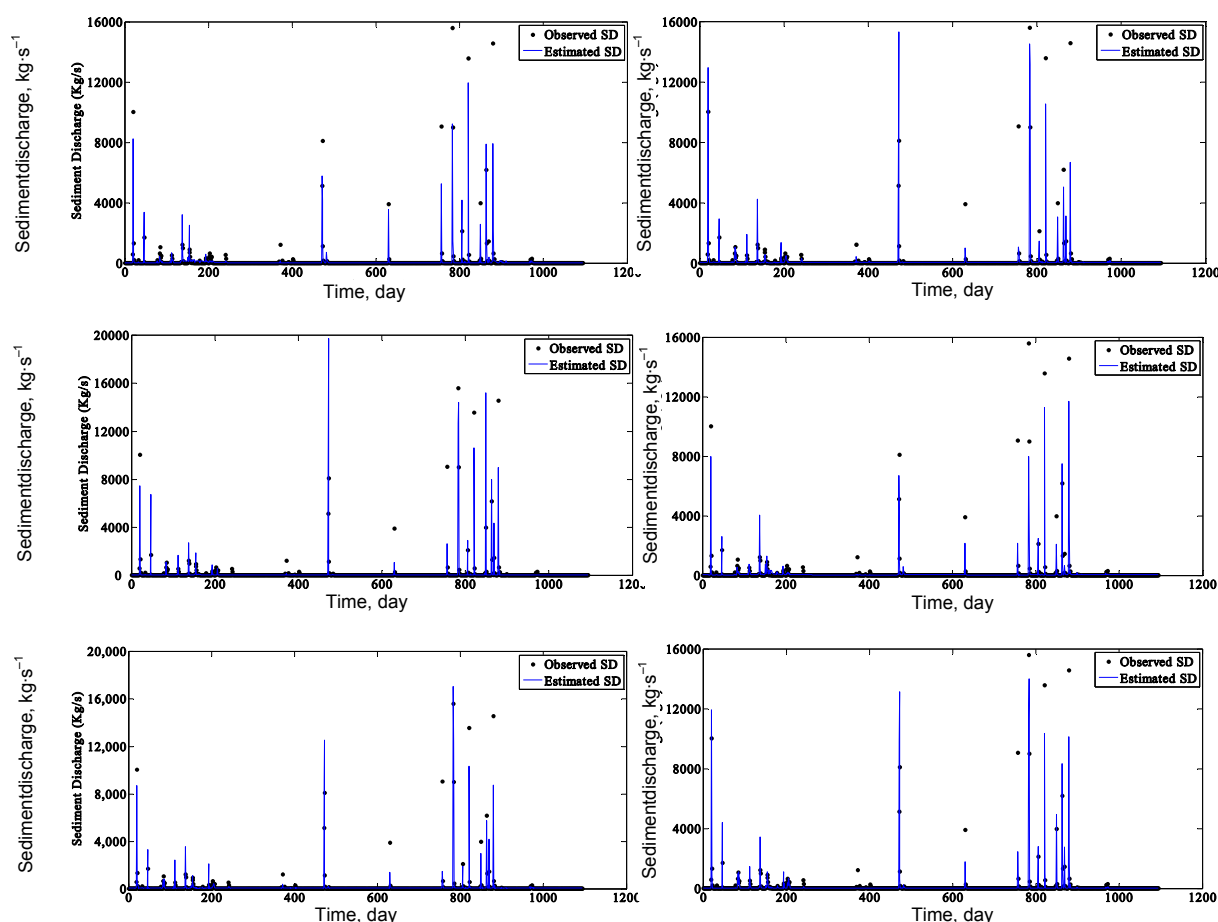 16000
12000
8000
4000
0
Sedimentdischarge, kg·s⁻¹
Sediment Discharge (Kg/s)
Observed SD
Estimated SD
0 200 400 600 800 1000
Time, day
16000
12000
8000
4000
0
Sedimentdischarge, kg·s⁻¹
Observed SD
Estimated SD
0 200 400 600 800 1000 1200
Time, day
20000
16000
12000
8000
4000
0
Sedimentdischarge, kg·s⁻¹
Sediment Discharge (Kg/s)
Observed SD
Estimated SD
0 200 400 600 800 1000
Time, day
16000
12000
8000
4000
0
Sedimentdischarge, kg·s⁻¹
Observed SD
Estimated SD
0 200 400 600 800 1000 1200
Time, day
20,000
16,000
12,000
8,000
4,000
0
Sedimentdischarge, kg·s⁻¹
Sediment Discharge (Kg/s)
Observed SD
Estimated SD
0 200 400 600 800 1000
Time, day
16000
12000
8000
4000
0
Sedimentdischarge, kg·s⁻¹
Observed SD
Estimated SD
0 200 400 600 800 1000 1200
Time, day